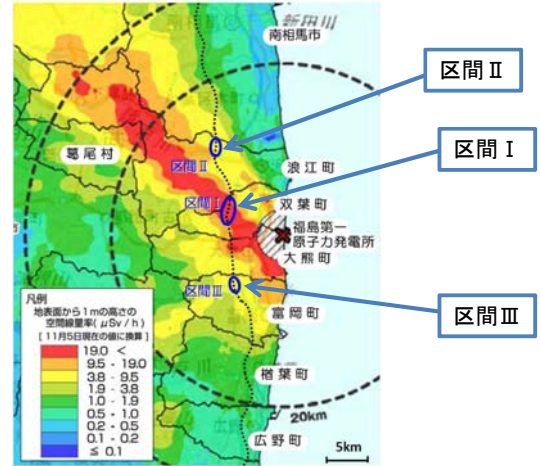 南相馬市
区間Ⅱ
葛尾村
区間Ⅱ
浪江町
区間Ⅰ
区間Ⅰ
双葉町
福島第一
原子力発電所
大熊町
区間Ⅲ
区間Ⅲ
富岡町
凡例
地表面から1mの高さの
空間線量率(μSv/h)
[11月5日現在の値に換算]
19.0 <
9.5 - 19.0
3.8 - 9.5
1.9 - 3.8
1.0 - 1.9
0.5 - 1.0
0.2 - 0.5
0.1 - 0.2
≦ 0.1
楢葉町
20km
広野町
5km